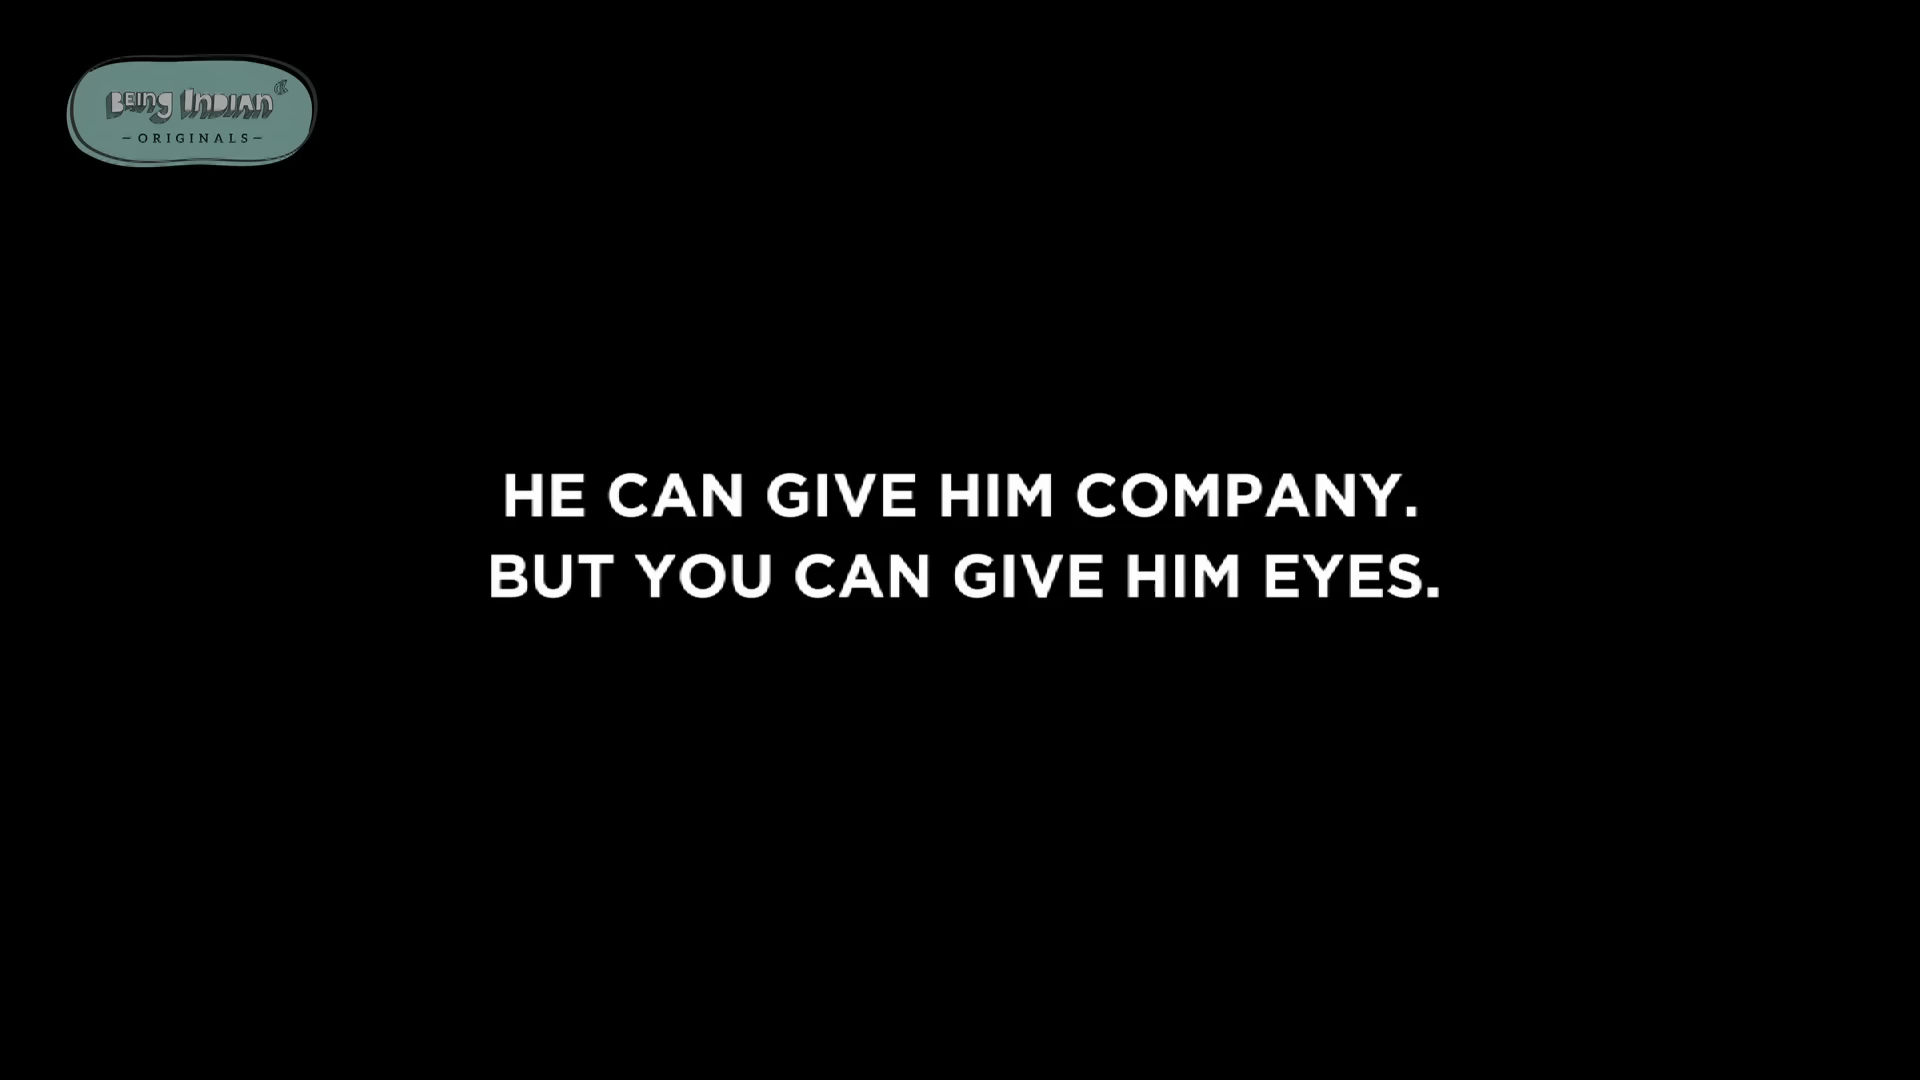 BEING INDIAN
- ORIGINALS -
HE CAN GIVE HIM COMPANY.
BUT YOU CAN GIVE HIM EYES.